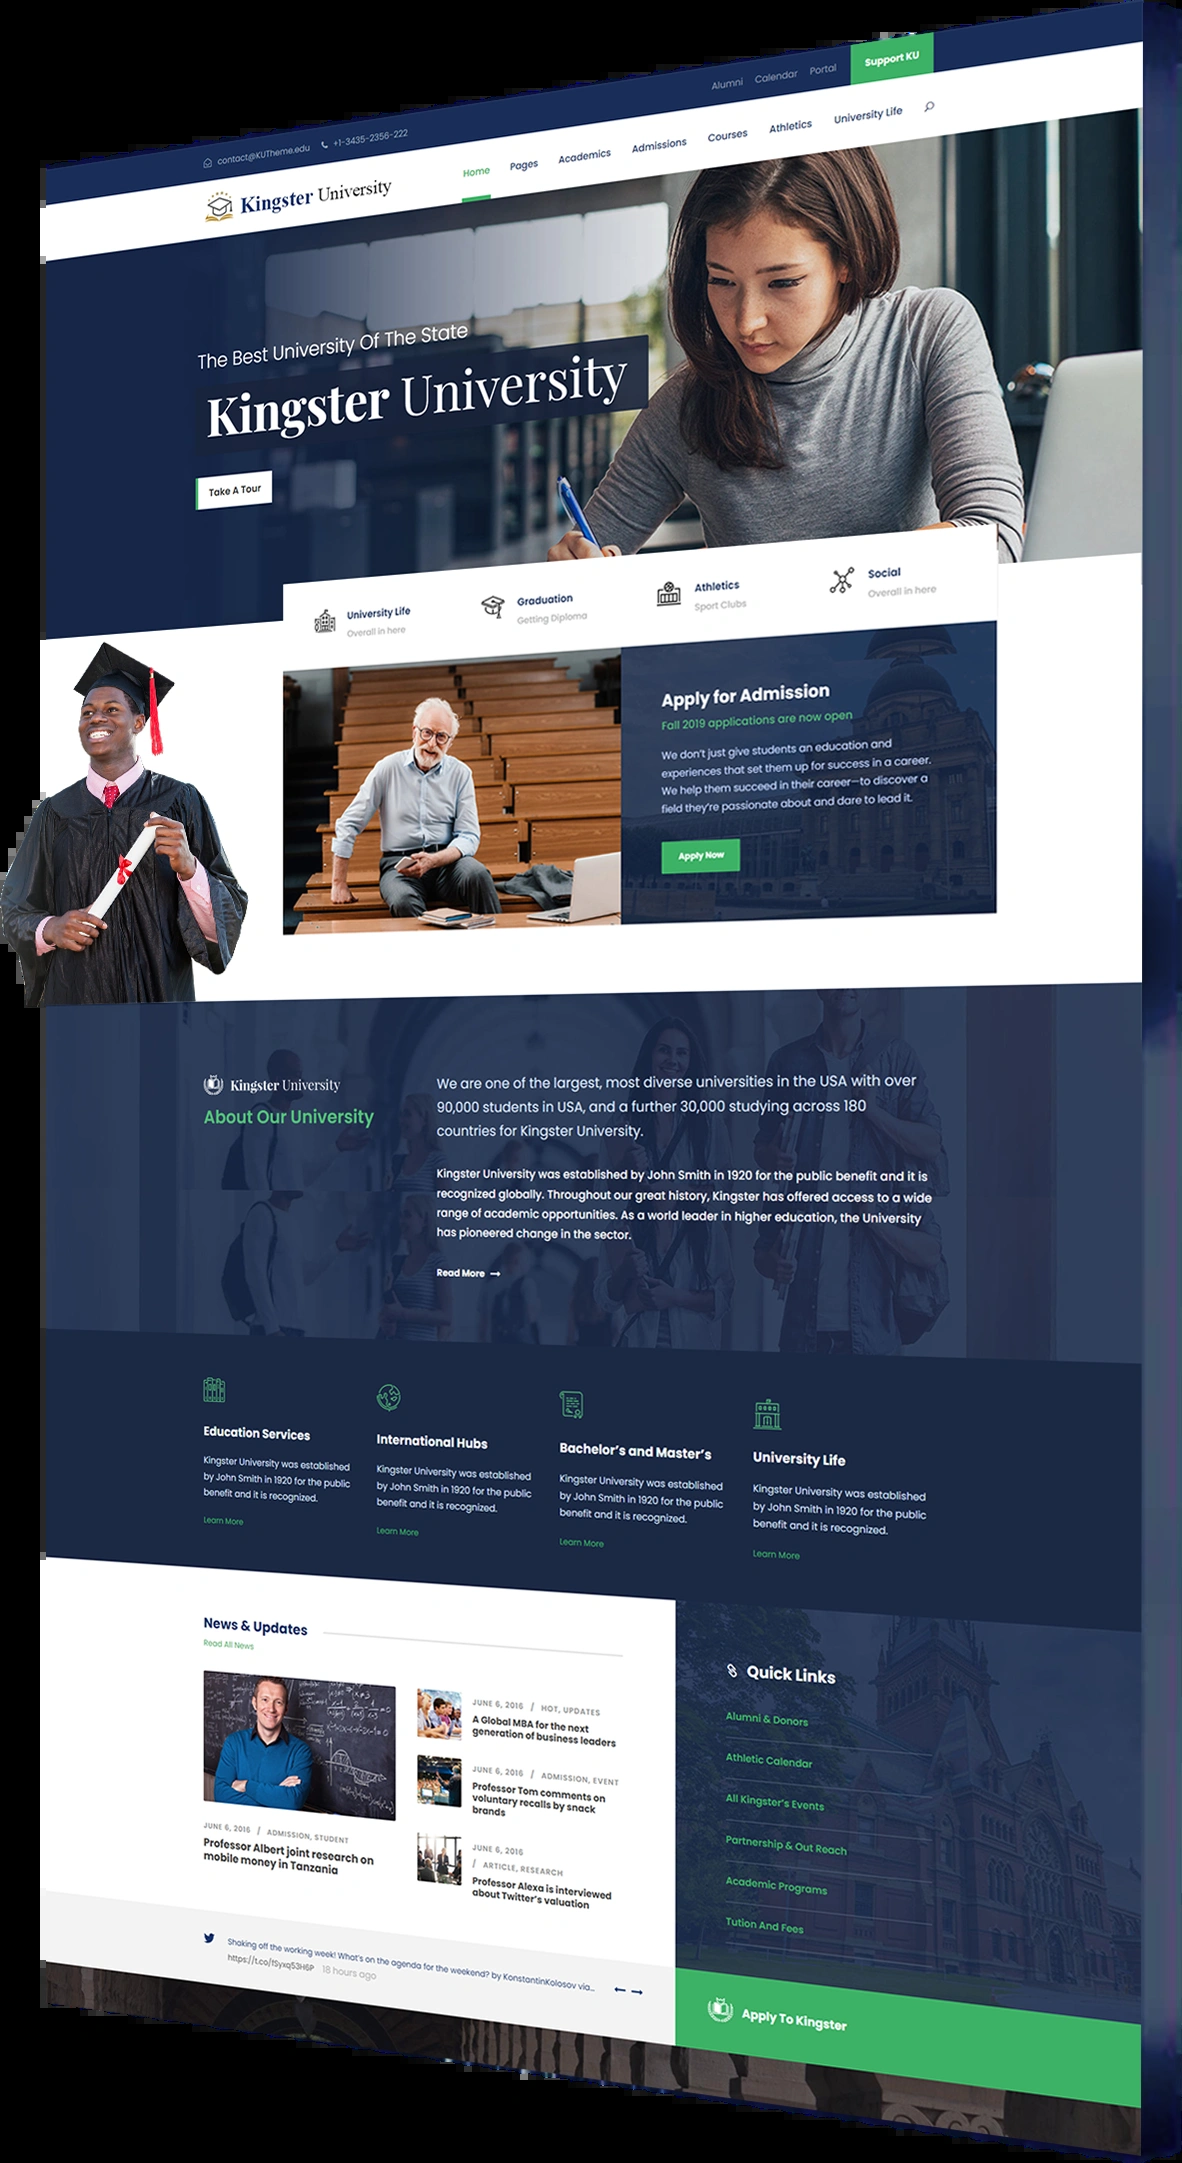 contact@KUTheme.edu +1-3435-2356-222
Alumni Calendar Portal Support KU
Kingster University
Home Pages Academics Admissions Courses Athletics University Life
The Best University Of The State
Kingster University
Take A Tour
University Life
Overall in here
Graduation
Getting Diploma
Athletics
Sport Clubs
Social
Overall in here
Apply for Admission
Fall 2019 applications are now open
We don't just give students an education and
experiences that set them up for success in a career.
We help them succeed in their career—to discover a
field they're passionate about and dare to lead it.
Apply Now
Kingster University
About Our University
We are one of the largest, most diverse universities in the USA with over
90,000 students in USA, and a further 30,000 studying across 180
countries for Kingster University.
Kingster University was established by John Smith in 1920 for the public benefit and it is
recognized globally. Throughout our great history, Kingster has offered access to a wide
range of academic opportunities. As a world leader in higher education, the University
has pioneered change in the sector.
Read More
Education Services
Kingster University was established
by John Smith in 1920 for the public
benefit and it is recognized.
Learn More
International Hubs
Kingster University was established
by John Smith in 1920 for the public
benefit and it is recognized.
Learn More
Bachelor's and Master's
Kingster University was established
by John Smith in 1920 for the public
benefit and it is recognized.
Learn More
University Life
Kingster University was established
by John Smith in 1920 for the public
benefit and it is recognized.
Learn More
News & Updates
Read All News
JUNE 6, 2016 / ADMISSION, STUDENT
Professor Albert joint research on
mobile money in Tanzania
JUNE 6, 2016 / HOT, UPDATES
A Global MBA for the next
generation of business leaders
JUNE 6, 2016 / ADMISSION, EVENT
Professor Tom comments on
voluntary recalls by snack
brands
JUNE 6, 2016
/ ARTICLE, RESEARCH
Professor Alexa is interviewed
about Twitter's valuation
Quick Links
Alumni & Donors
Athletic Calendar
All Kingster's Events
Partnership & Out Reach
Academic Programs
Tution And Fees
Shaking off the working week! What's on the agenda for the weekend? by KonstantinKolosov via...
https://t.co/fSyxq53H6P 18 hours ago
Apply To Kingster